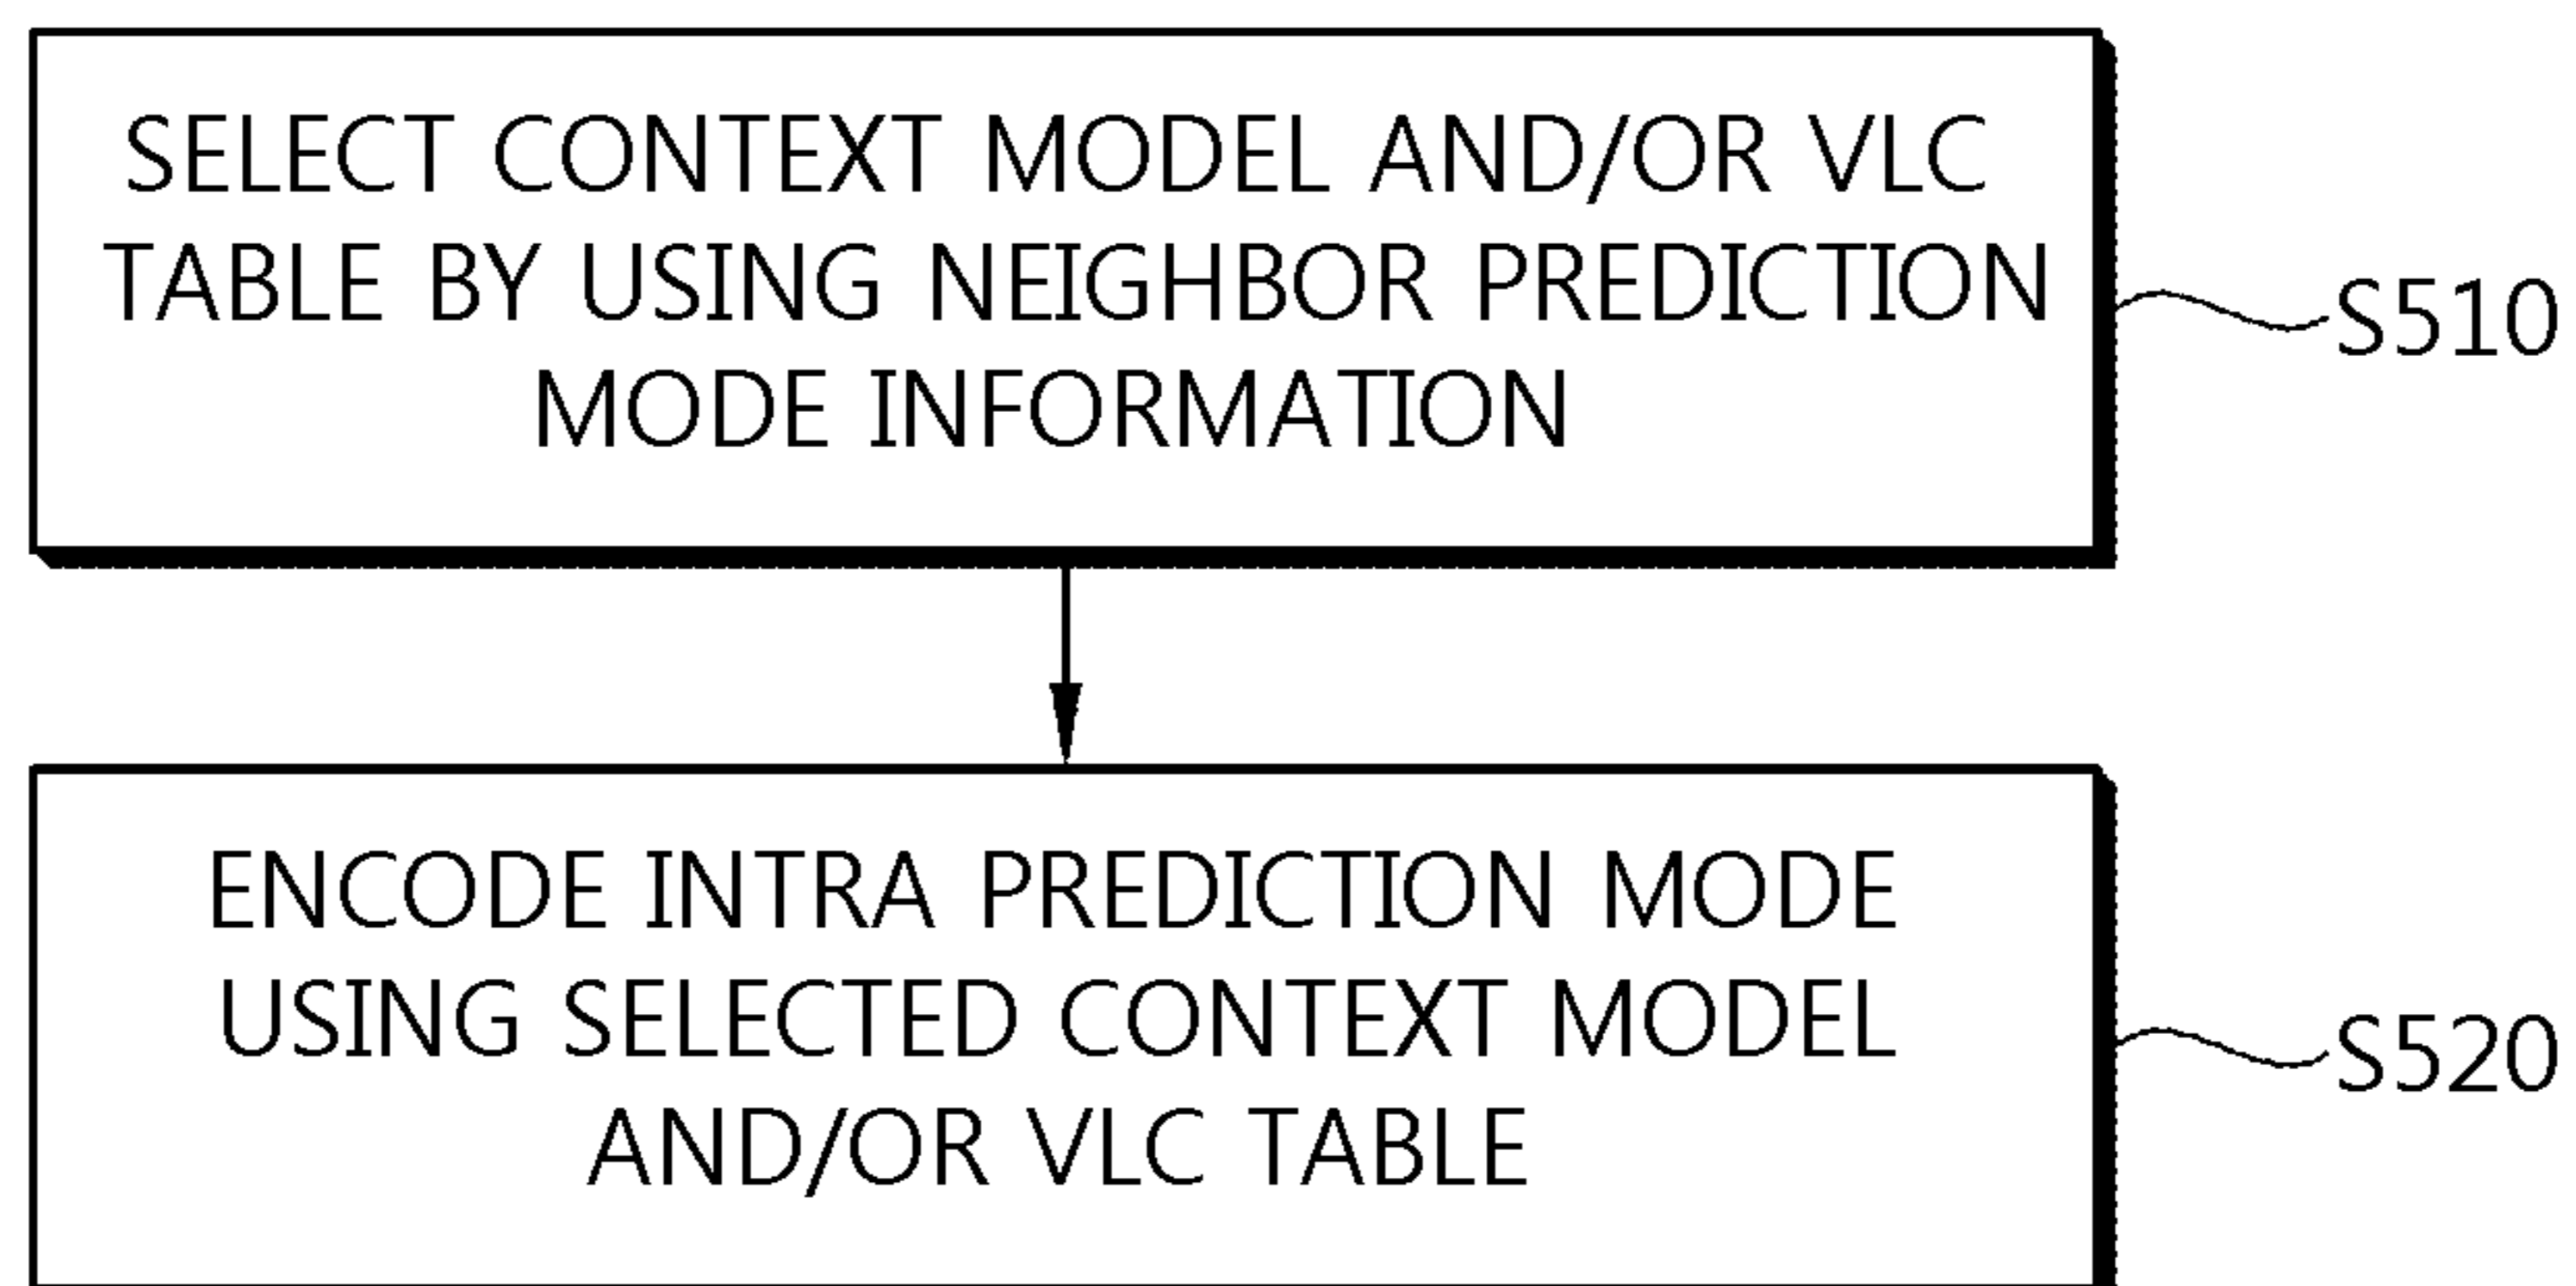 SELECT CONTEXT MODEL AND/OR VLC
TABLE BY USING NEIGHBOR PREDICTION
MODE INFORMATION
S510
ENCODE INTRA PREDICTION MODE
USING SELECTED CONTEXT MODEL
AND/OR VLC TABLE
S520